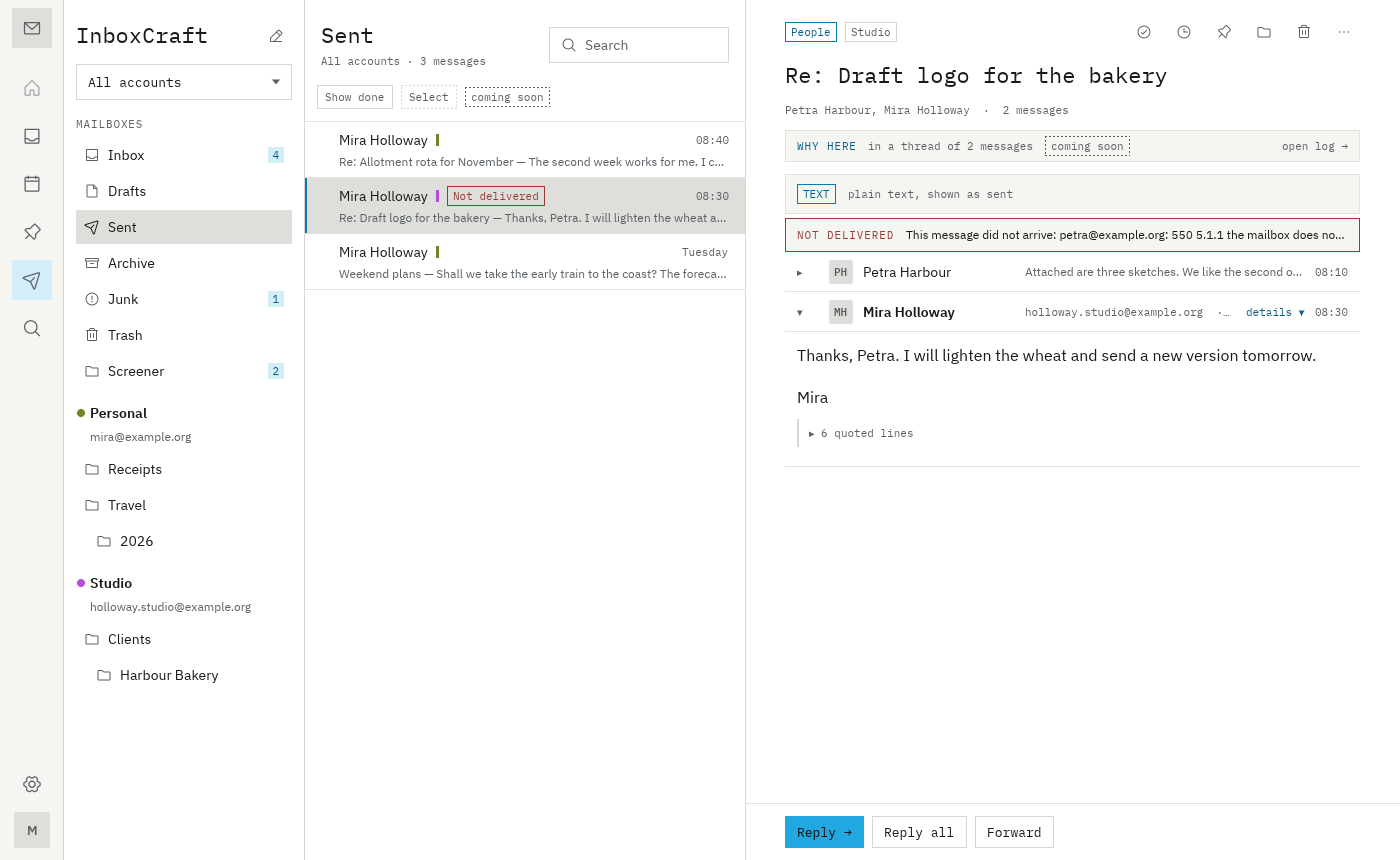 InboxCraft
All accounts
MAILBOXES
Inbox 4
Drafts
Sent
Archive
Junk 1
Trash
Screener 2
Personal
mira@example.org
Receipts
Travel
2026
Studio
holloway.studio@example.org
Clients
Harbour Bakery
M
Sent
All accounts · 3 messages
Search
Show done Select coming soon
Mira Holloway 08:40
Re: Allotment rota for November — The second week works for me. I c…
Mira Holloway Not delivered 08:30
Re: Draft logo for the bakery — Thanks, Petra. I will lighten the wheat a…
Mira Holloway Tuesday
Weekend plans — Shall we take the early train to the coast? The foreca…
People Studio
Re: Draft logo for the bakery
Petra Harbour, Mira Holloway · 2 messages
WHY HERE in a thread of 2 messages coming soon open log →
TEXT plain text, shown as sent
NOT DELIVERED This message did not arrive: petra@example.org: 550 5.1.1 the mailbox does no…
▸ PH Petra Harbour Attached are three sketches. We like the second o… 08:10
▾ MH Mira Holloway holloway.studio@example.org ·… details ▾ 08:30
Thanks, Petra. I will lighten the wheat and send a new version tomorrow.
Mira
▸ 6 quoted lines
Reply → Reply all Forward